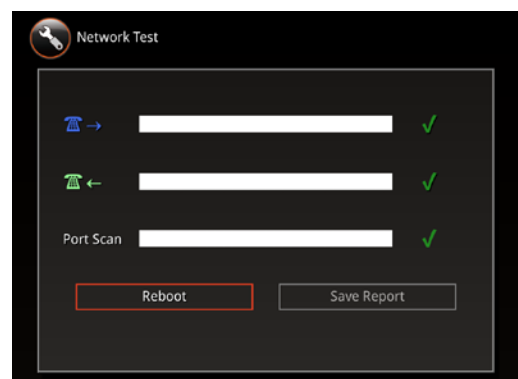 Network Test
☎ →
☎ ←
Port Scan
Reboot
Save Report